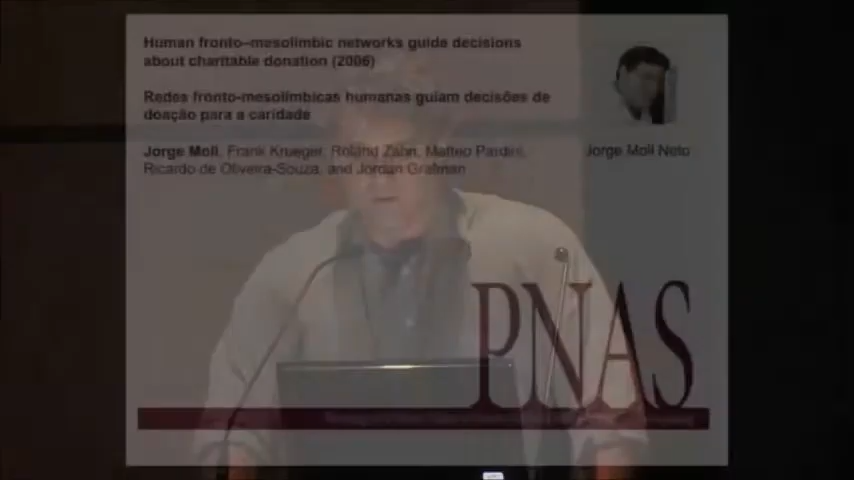 Human fronto–mesolimbic networks guide decisions
about charitable donation (2006)
Redes fronto-mesolímbicas humanas guiam decisões de
doação para a caridade
Jorge Moll, Frank Krueger, Roland Zahn, Matteo Pardini,
Ricardo de Oliveira-Souza, and Jordan Grafman
Jorge Moll Neto
PNAS